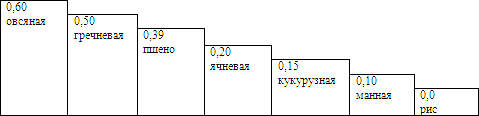 0,60
овсяная
0,50
гречневая
0,39
пшено
0,20
ячневая
0,15
кукурузная
0,10
манная
0,0
рис